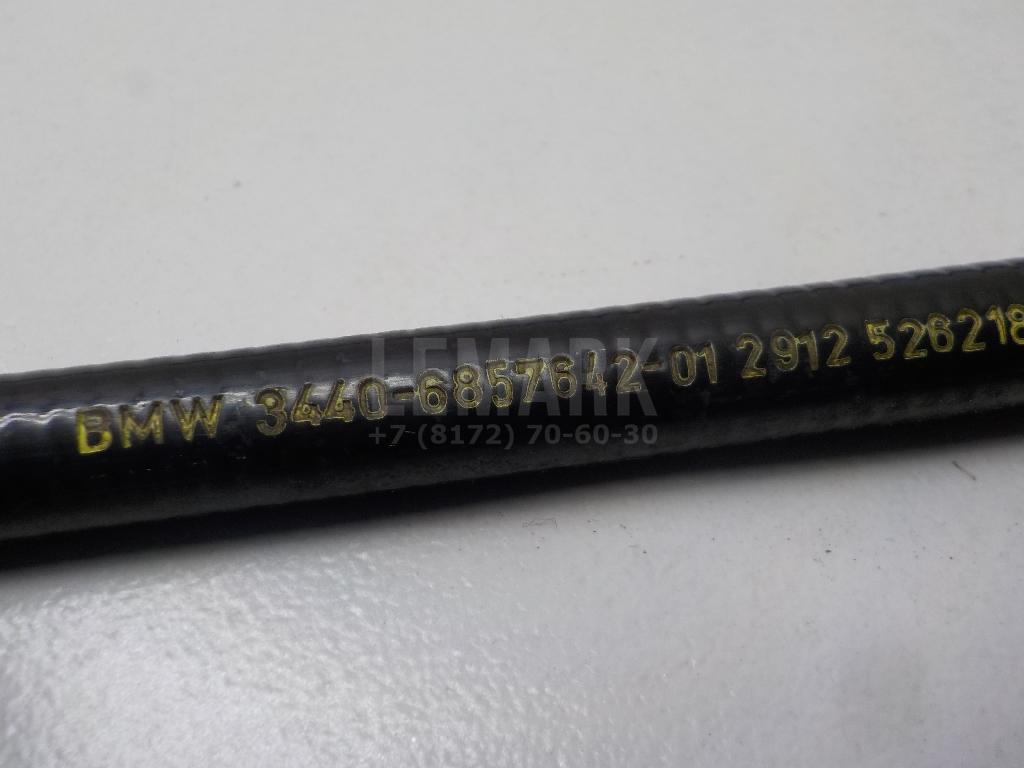 BMW 3440-6857642-01 2912 526218
LEMARK
+7 (8172) 70-60-30